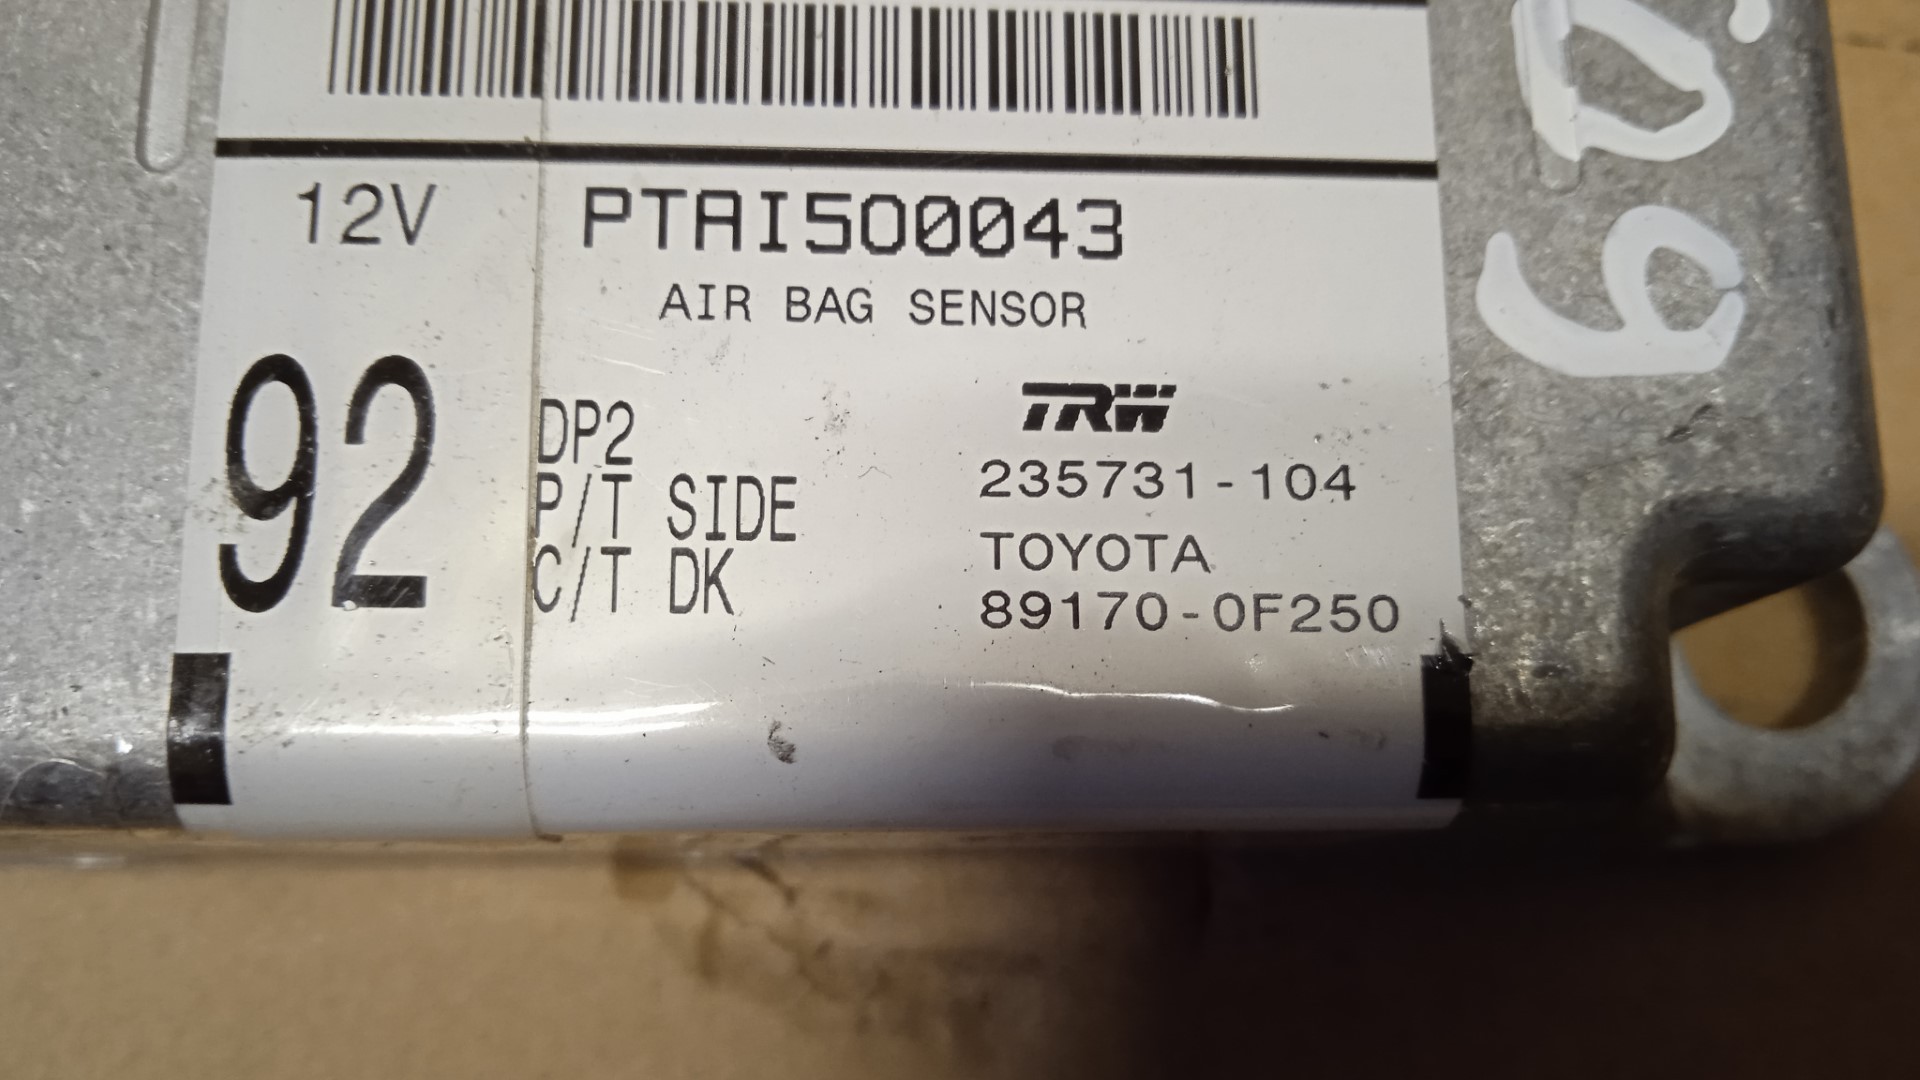 12V
PTAI500043
AIR BAG SENSOR
92
DP2
P/T SIDE
C/T DK
TRW
235731-104
TOYOTA
89170-0F250